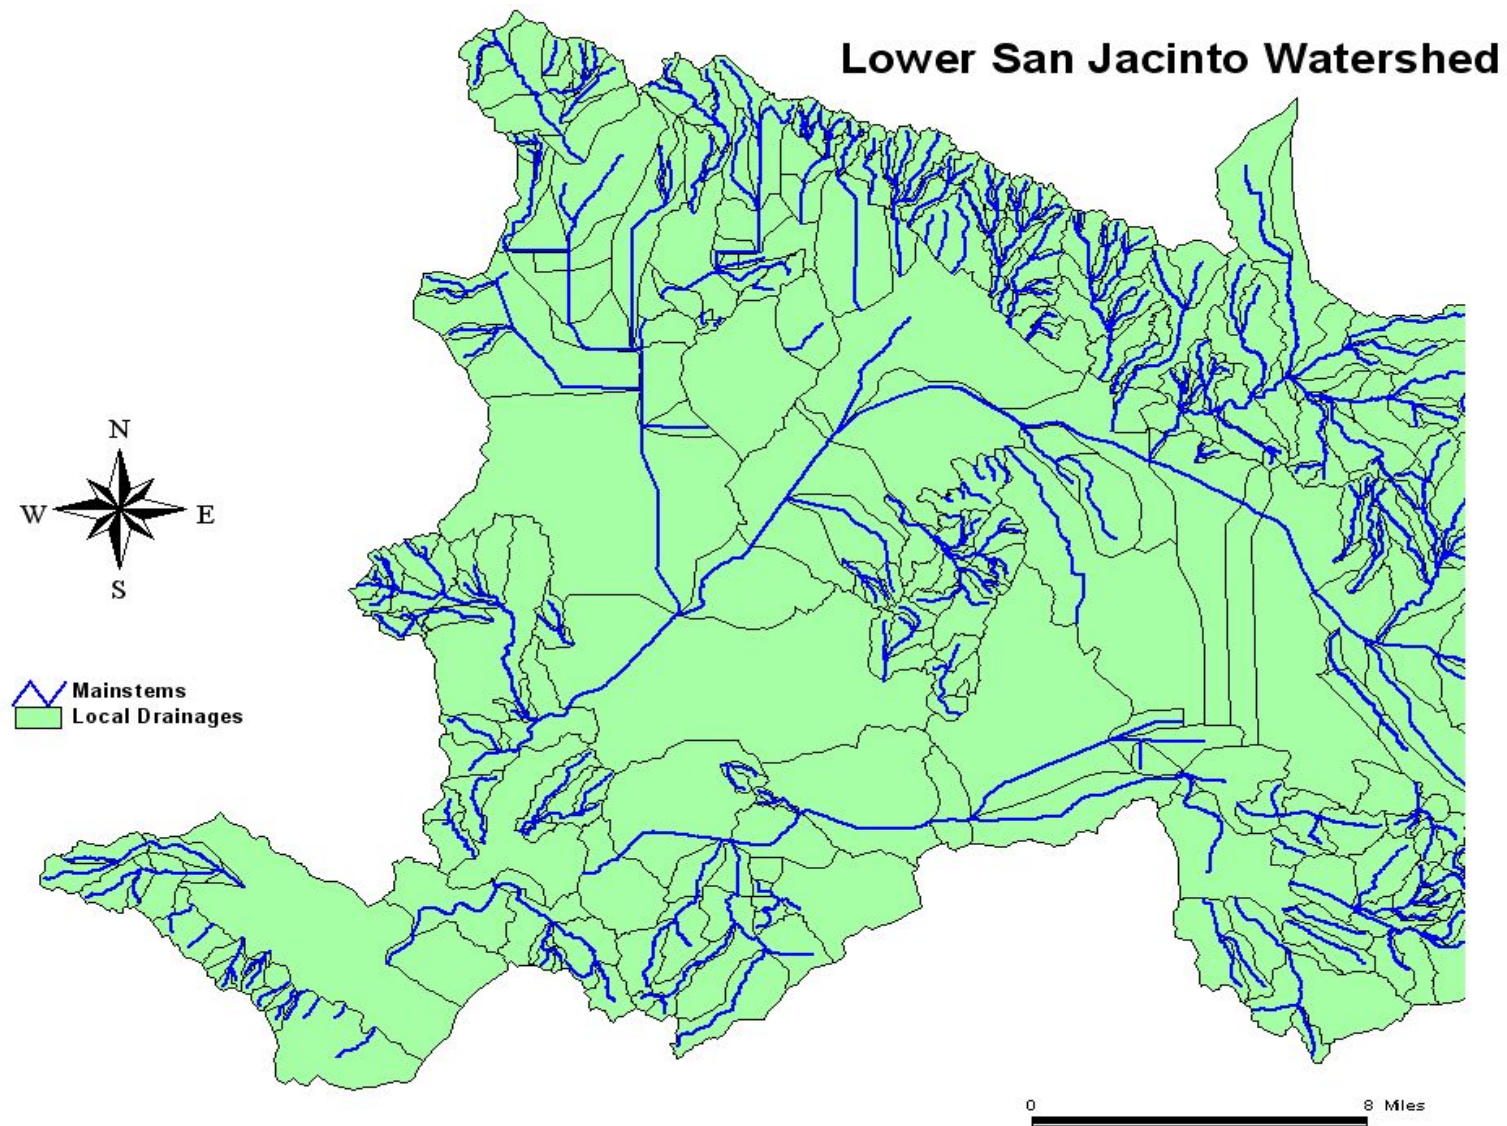 Lower San Jacinto Watershed
N
W E
S
Mainstems
Local Drainages
0 8 Miles